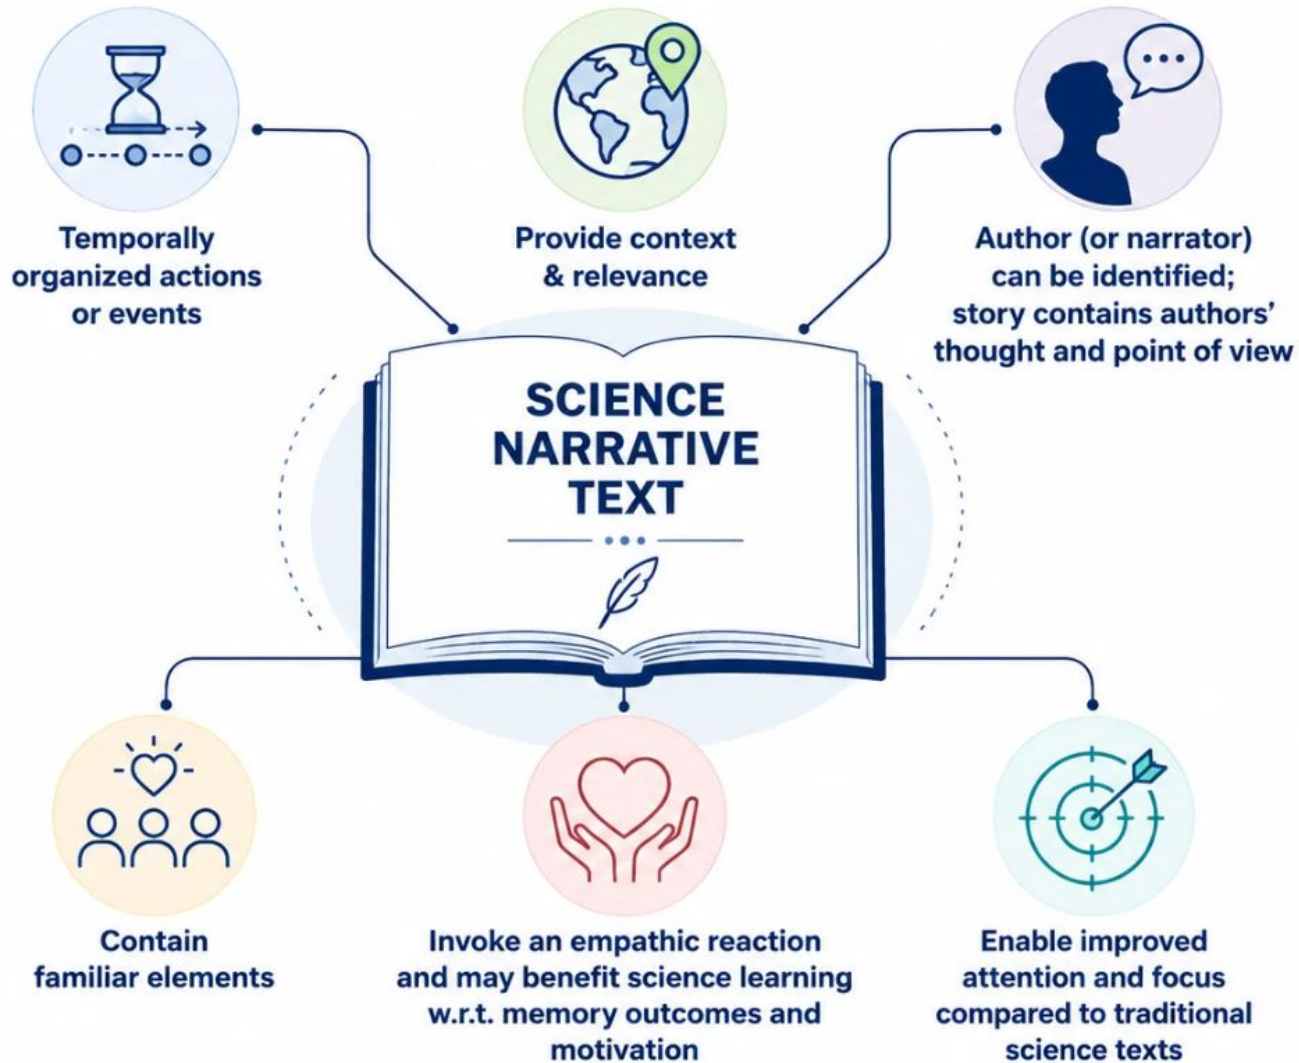 Temporally
organized actions
or events
Provide context
& relevance
Author (or narrator)
can be identified;
story contains authors'
thought and point of view
SCIENCE
NARRATIVE
TEXT
Contain
familiar elements
Invoke an empathic reaction
and may benefit science learning
w.r.t. memory outcomes and
motivation
Enable improved
attention and focus
compared to traditional
science texts